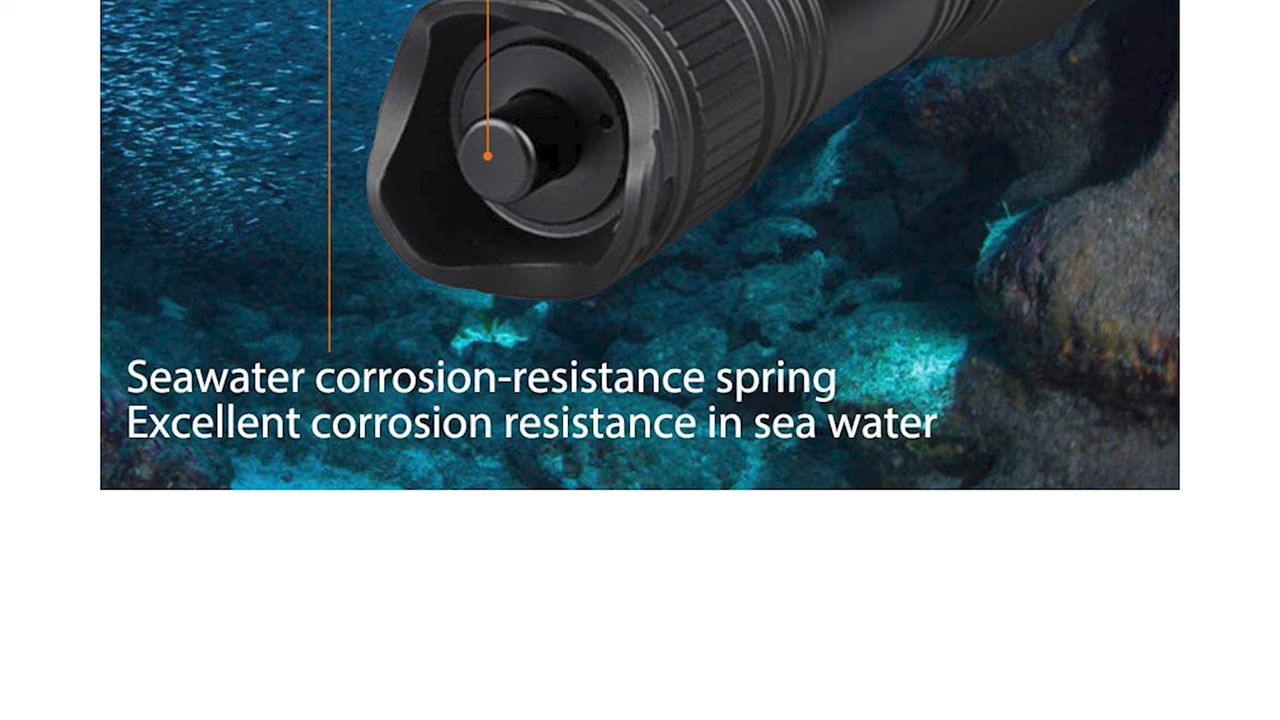 Seawater corrosion-resistance spring
Excellent corrosion resistance in sea water